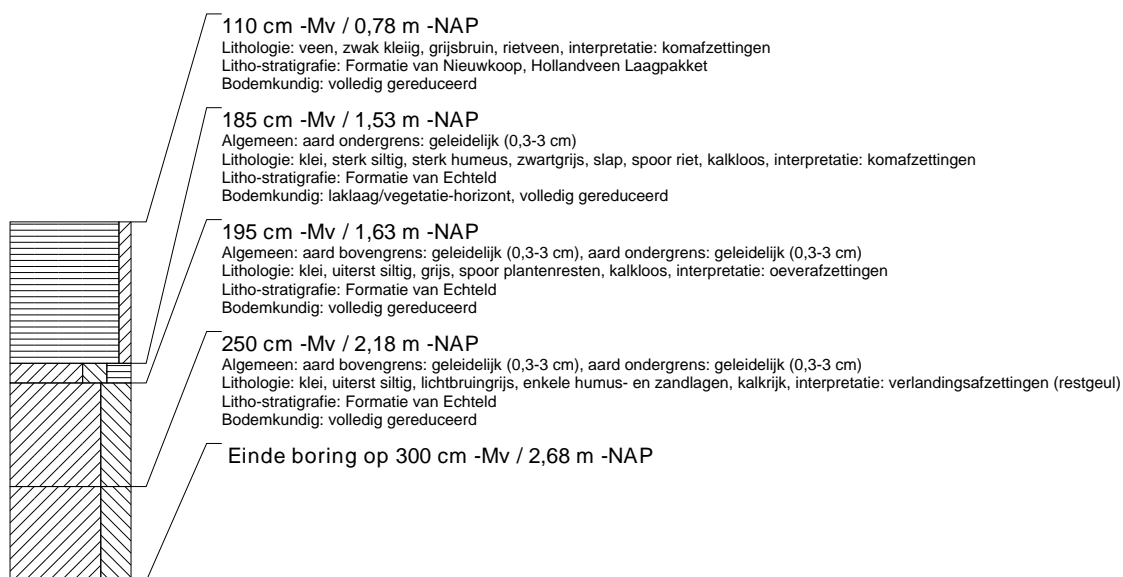 110 cm -Mv / 0,78 m -NAP
Lithologie: veen, zwak kleiig, grijsbruin, rietveen, interpretatie: komafzettingen
Litho-stratigrafie: Formatie van Nieuwkoop, Hollandveen Laagpakket
Bodemkundig: volledig gereduceerd
185 cm -Mv / 1,53 m -NAP
Algemeen: aard ondergrens: geleidelijk (0,3-3 cm)
Lithologie: klei, sterk siltig, sterk humeus, zwartgrijs, slap, spoor riet, kalkloos, interpretatie: komafzettingen
Litho-stratigrafie: Formatie van Echteld
Bodemkundig: laklaag/vegetatie-horizont, volledig gereduceerd
195 cm -Mv / 1,63 m -NAP
Algemeen: aard bovengrens: geleidelijk (0,3-3 cm), aard ondergrens: geleidelijk (0,3-3 cm)
Lithologie: klei, uiterst siltig, grijs, spoor plantenresten, kalkloos, interpretatie: oeverafzettingen
Litho-stratigrafie: Formatie van Echteld
Bodemkundig: volledig gereduceerd
250 cm -Mv / 2,18 m -NAP
Algemeen: aard bovengrens: geleidelijk (0,3-3 cm), aard ondergrens: geleidelijk (0,3-3 cm)
Lithologie: klei, uiterst siltig, lichtbruingrijs, enkele humus- en zandlagen, kalkrijk, interpretatie: verlandingsafzettingen (restgeul)
Litho-stratigrafie: Formatie van Echteld
Bodemkundig: volledig gereduceerd
Einde boring op 300 cm -Mv / 2,68 m -NAP